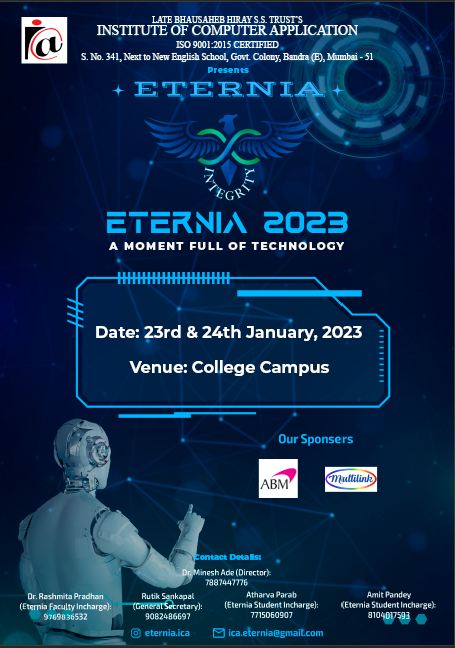 LATE BHAUSAHEB HIRAY S.S. TRUST'S
INSTITUTE OF COMPUTER APPLICATION
ISO 9001:2015 CERTIFIED
S. No. 341, Next to New English School, Govt. Colony, Bandra (E), Mumbai - 51
Presents
ETERNIA
INTEGRITY
ETERNIA 2023
A MOMENT FULL OF TECHNOLOGY
Date: 23rd & 24th January, 2023
Venue: College Campus
Our Sponsers
ABM
Multilink
Contact Details:
Dr. Minesh Ade (Director):
7887447776
Dr. Rashmita Pradhan
(Eternia Faculty Incharge):
9769836532
Rutik Sankapal
(General Secretary):
9082486697
Atharva Parab
(Eternia Student Incharge):
7715060907
Amit Pandey
(Eternia Student Incharge):
8104017593
eternia.ica
ica.eternia@gmail.com